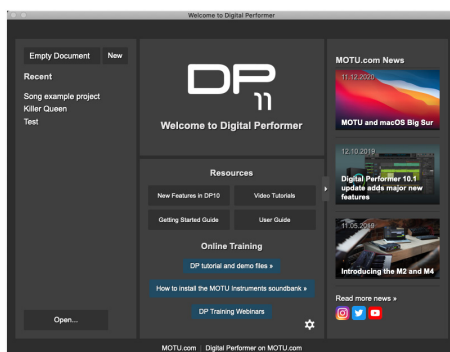 Welcome to Digital Performer
Empty Document
New
Recent
Song example project
Killer Queen
Test
Open...
DP
11
Welcome to Digital Performer
Resources
New Features in DP10
Video Tutorials
Getting Started Guide
User Guide
Online Training
DP tutorial and demo files »
How to install the MOTU Instruments soundbank »
DP Training Webinars
MOTU.com News
11.12.2020
MOTU and macOS Big Sur
12.10.2019
Digital Performer 10.1
update adds major new
features
11.05.2019
Introducing the M2 and M4
Read more news »
MOTU.com | Digital Performer on MOTU.com